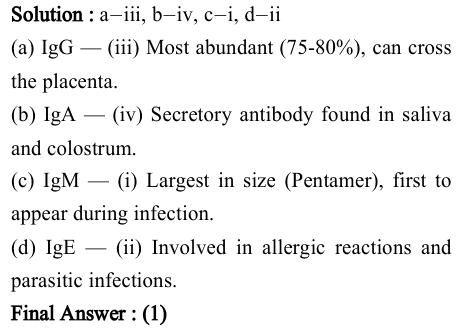 Solution : a–iii, b–iv, c–i, d–ii
(a) IgG — (iii) Most abundant (75-80%), can cross
the placenta.
(b) IgA — (iv) Secretory antibody found in saliva
and colostrum.
(c) IgM — (i) Largest in size (Pentamer), first to
appear during infection.
(d) IgE — (ii) Involved in allergic reactions and
parasitic infections.
Final Answer : (1)